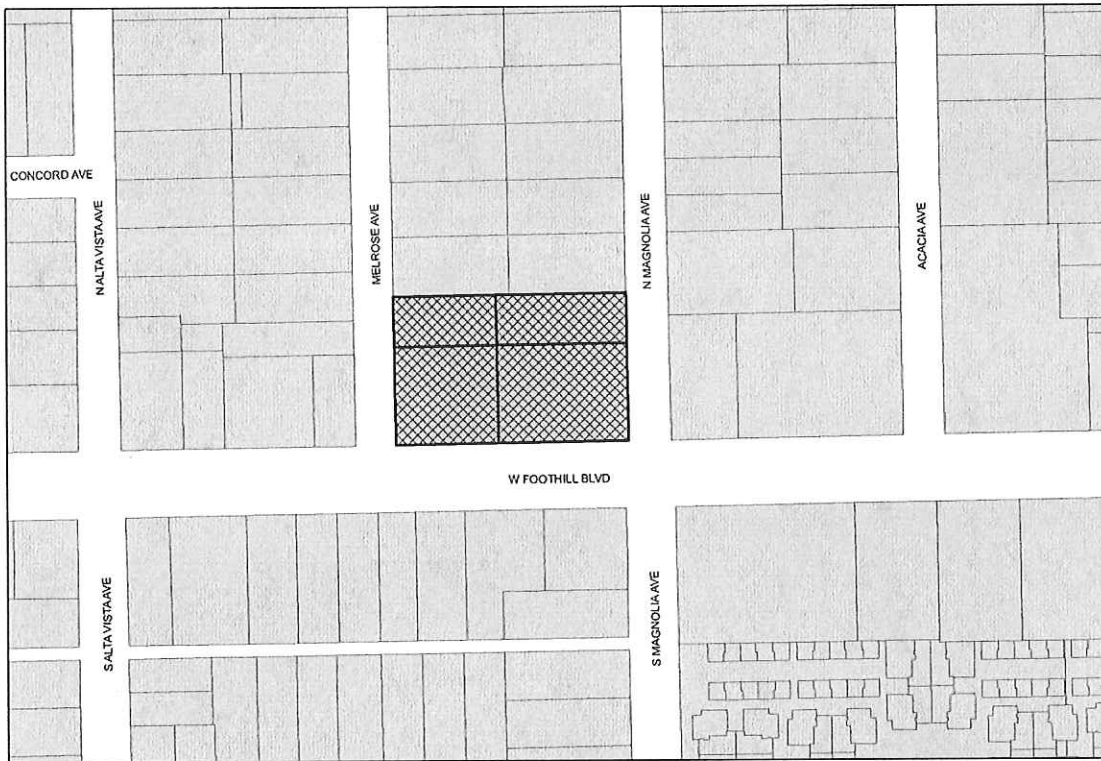 CONCORD AVE
N ALTA VISTA AVE
MELROSE AVE
N MAGNOLIA AVE
ACACIA AVE
W FOOTHILL BLVD
S ALTA VISTA AVE
S MAGNOLIA AVE